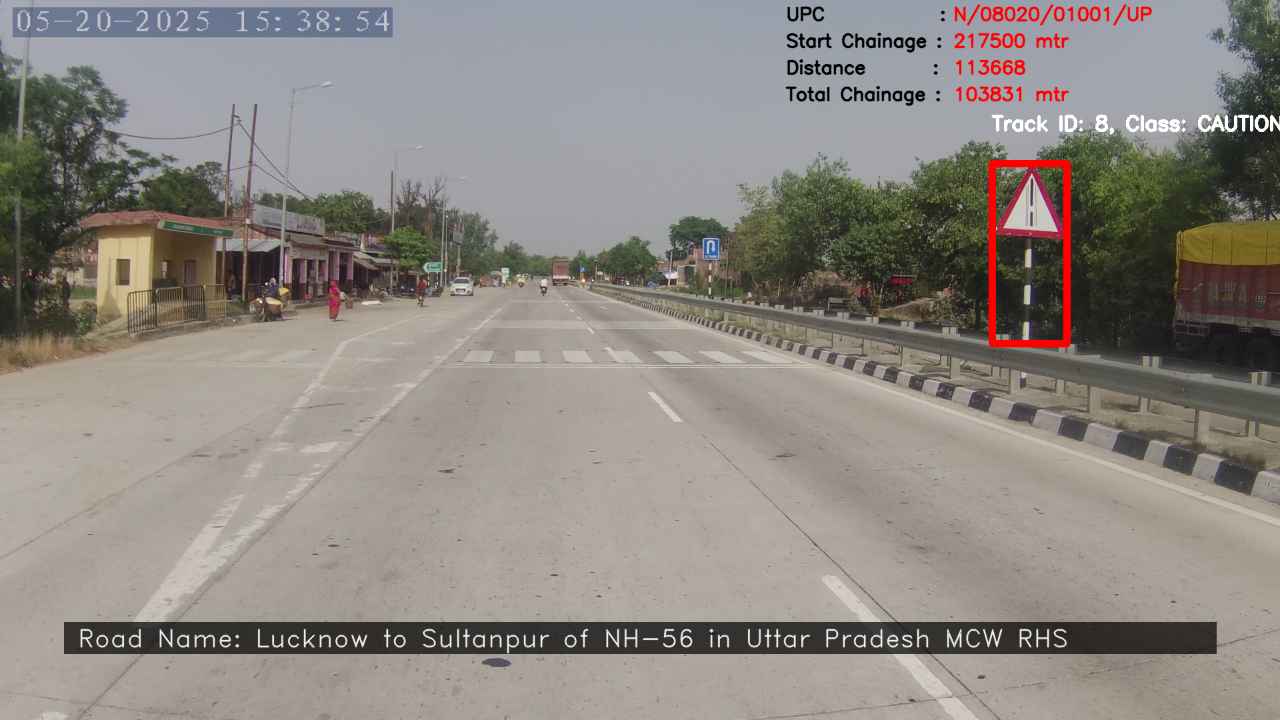 05-20-2025 15:38:54
UPC : N/08020/01001/UP
Start Chainage : 217500 mtr
Distance : 113668
Total Chainage : 103831 mtr
Track ID: 8, Class: CAUTION
Road Name: Lucknow to Sultanpur of NH-56 in Uttar Pradesh MCW RHS